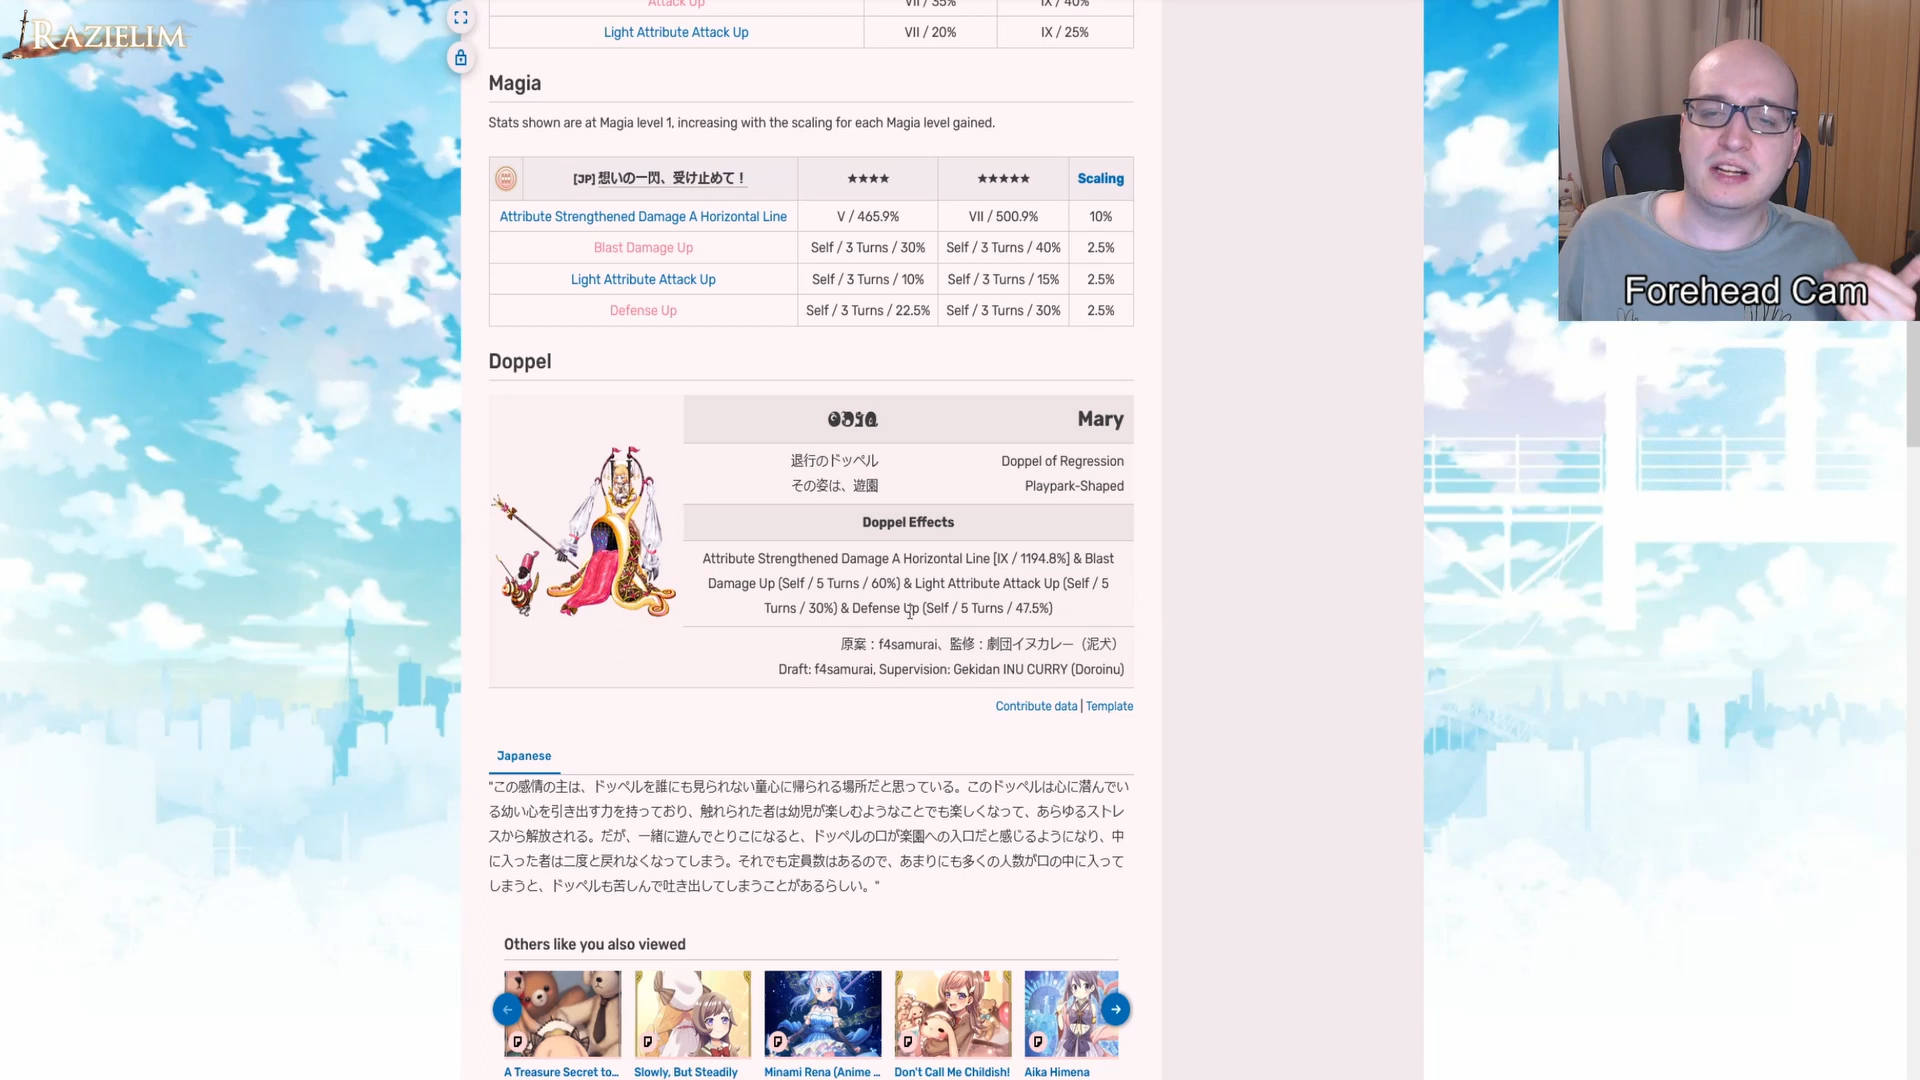 RAZIELIM
Attack Up VII / 35% IX / 40%
Light Attribute Attack Up VII / 20% IX / 25%
Magia
Stats shown are at Magia level 1, increasing with the scaling for each Magia level gained.
[JP] 想いの一閃、受け止めて! ★★★★ ★★★★★ Scaling
Attribute Strengthened Damage A Horizontal Line V / 465.9% VII / 500.9% 10%
Blast Damage Up Self / 3 Turns / 30% Self / 3 Turns / 40% 2.5%
Light Attribute Attack Up Self / 3 Turns / 10% Self / 3 Turns / 15% 2.5%
Defense Up Self / 3 Turns / 22.5% Self / 3 Turns / 30% 2.5%
Forehead Cam
Doppel
Mary
退行のドッペル Doppel of Regression
その姿は、遊園 Playpark-Shaped
Doppel Effects
Attribute Strengthened Damage A Horizontal Line [IX / 1194.8%] & Blast
Damage Up (Self / 5 Turns / 60%) & Light Attribute Attack Up (Self / 5
Turns / 30%) & Defense Up (Self / 5 Turns / 47.5%)
原案:f4samurai、監修:劇団イヌカレー(泥犬)
Draft: f4samurai, Supervision: Gekidan INU CURRY (Doroinu)
Contribute data | Template
Japanese
"この感情の主は、ドッペルを誰にも見られない童心に帰られる場所だと思っている。このドッペルは心に潜んでい
る幼い心を引き出す力を持っており、触れられた者は幼児が楽しむようなことでも楽しくなって、あらゆるストレ
スから解放される。だが、一緒に遊んでとりこになると、ドッペルの口が楽園への入口だと感じるようになり、中
に入った者は二度と戻れなくなってしまう。それでも定員数はあるので、あまりにも多くの人数が口の中に入って
しまうと、ドッペルも苦しんで吐き出してしまうことがあるらしい。"
Others like you also viewed
A Treasure Secret to... Slowly, But Steadily Minami Rena (Anime ... Don't Call Me Childish! Aika Himena